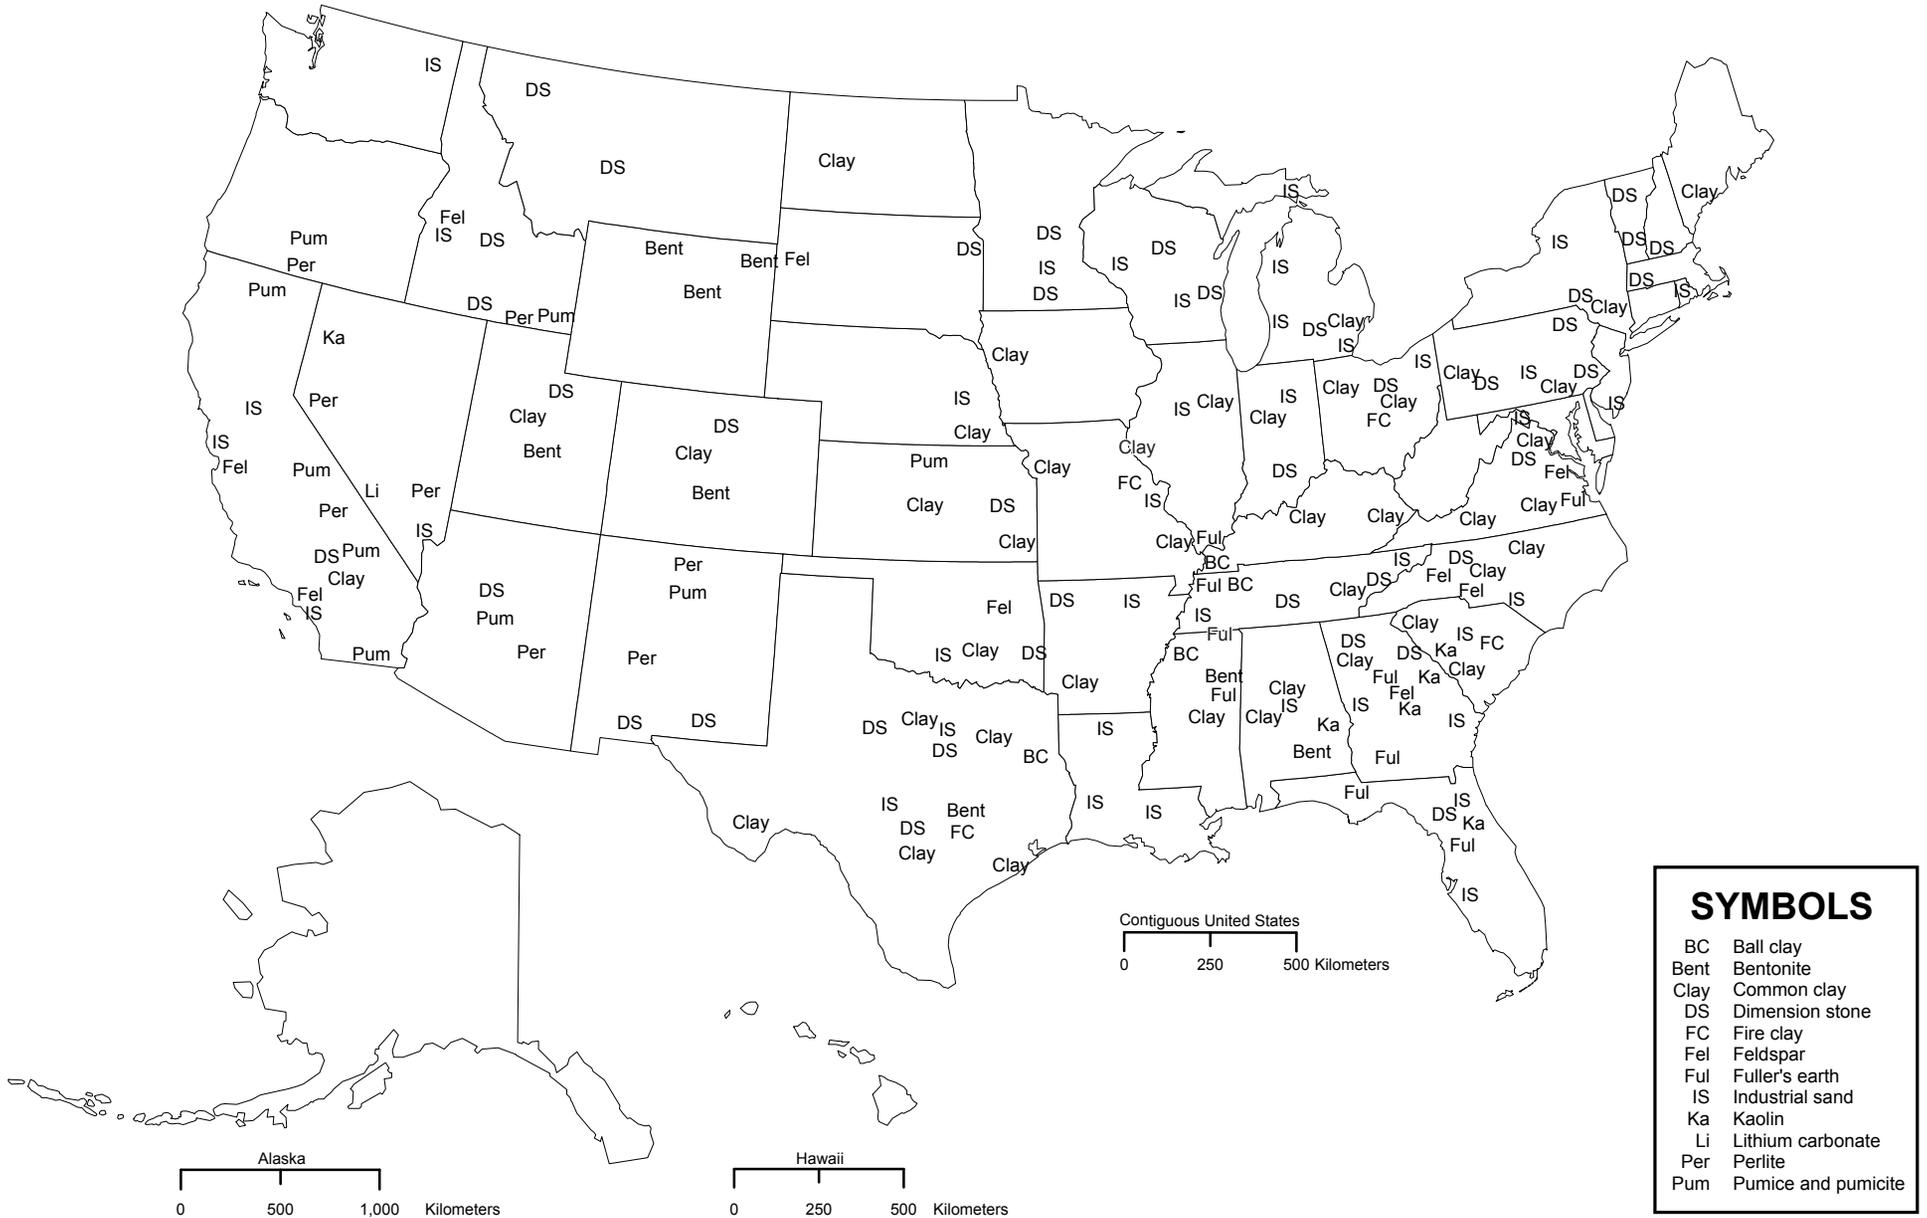 IS
DS
DS
Clay
IS
Clay
DS
Fel
IS
DS
DS
IS
Pum
Per
Bent
Bent
Fel
Bent
DS
DS
IS
DS
IS
DS
IS
DS
IS
DS
DS
DS
Pum
DS
Per
Pum
IS
DS
Clay
IS
DS
Clay
IS
DS
Ka
Clay
IS
Clay
DS
IS
Clay
DS
Per
DS
IS
IS
Clay
IS
Clay
Clay
DS
Clay
FC
IS
IS
IS
Fel
Clay
Bent
DS
Clay
Bent
Clay
Pum
Clay
Clay
DS
IS
Clay
DS
Fel
Pum
Li
Per
Per
IS
Clay
DS
Clay
FC
IS
Clay
Ful
Clay
Clay
Clay
Clay
Ful
DS
Pum
Clay
Fel
IS
Pum
DS
Pum
Per
Per
Pum
Per
DS
DS
Fel
IS
Clay
DS
DS
IS
Clay
BC
Ful
BC
IS
Ful
DS
Clay
DS
IS
DS
Clay
Fel
Clay
Fel
IS
BC
Bent
Ful
Clay
Clay
IS
Clay
Ka
Bent
DS
Clay
DS
Ful
Ka
Fel
Ka
IS
IS
Ful
Clay
IS
FC
Ka
Clay
DS
Clay
IS
DS
Clay
BC
IS
Bent
DS
FC
Clay
Clay
Clay
IS
IS
IS
Ful
IS
DS
Ka
Ful
IS
Contiguous United States
0 250 500 Kilometers
Alaska
0 500 1,000 Kilometers
Hawaii
0 250 500 Kilometers
SYMBOLS
BC Ball clay
Bent Bentonite
Clay Common clay
DS Dimension stone
FC Fire clay
Fel Feldspar
Ful Fuller's earth
IS Industrial sand
Ka Kaolin
Li Lithium carbonate
Per Perlite
Pum Pumice and pumicite